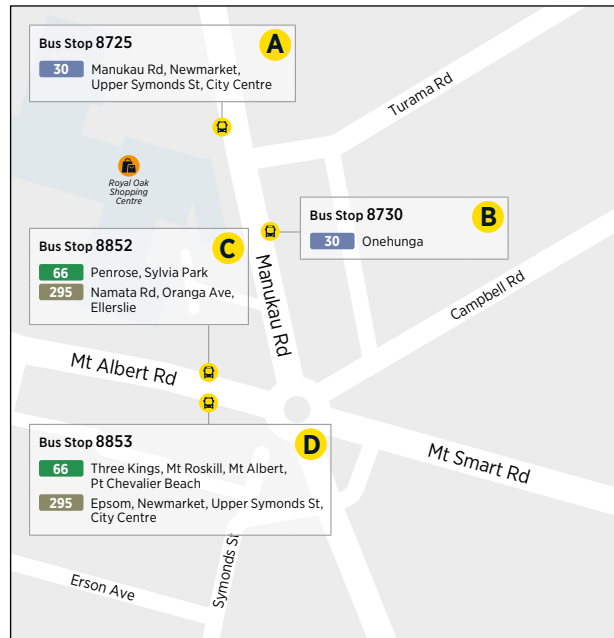 Bus Stop 8725
A
30 Manukau Rd, Newmarket,
Upper Symonds St, City Centre
Turama Rd
Royal Oak
Shopping
Centre
Bus Stop 8730
B
30 Onehunga
Bus Stop 8852
C
66 Penrose, Sylvia Park
295 Namata Rd, Oranga Ave,
Ellerslie
Manukau Rd
Campbell Rd
Mt Albert Rd
Bus Stop 8853
D
66 Three Kings, Mt Roskill, Mt Albert,
Pt Chevalier Beach
295 Epsom, Newmarket, Upper Symonds St,
City Centre
Mt Smart Rd
Symonds St
Erson Ave